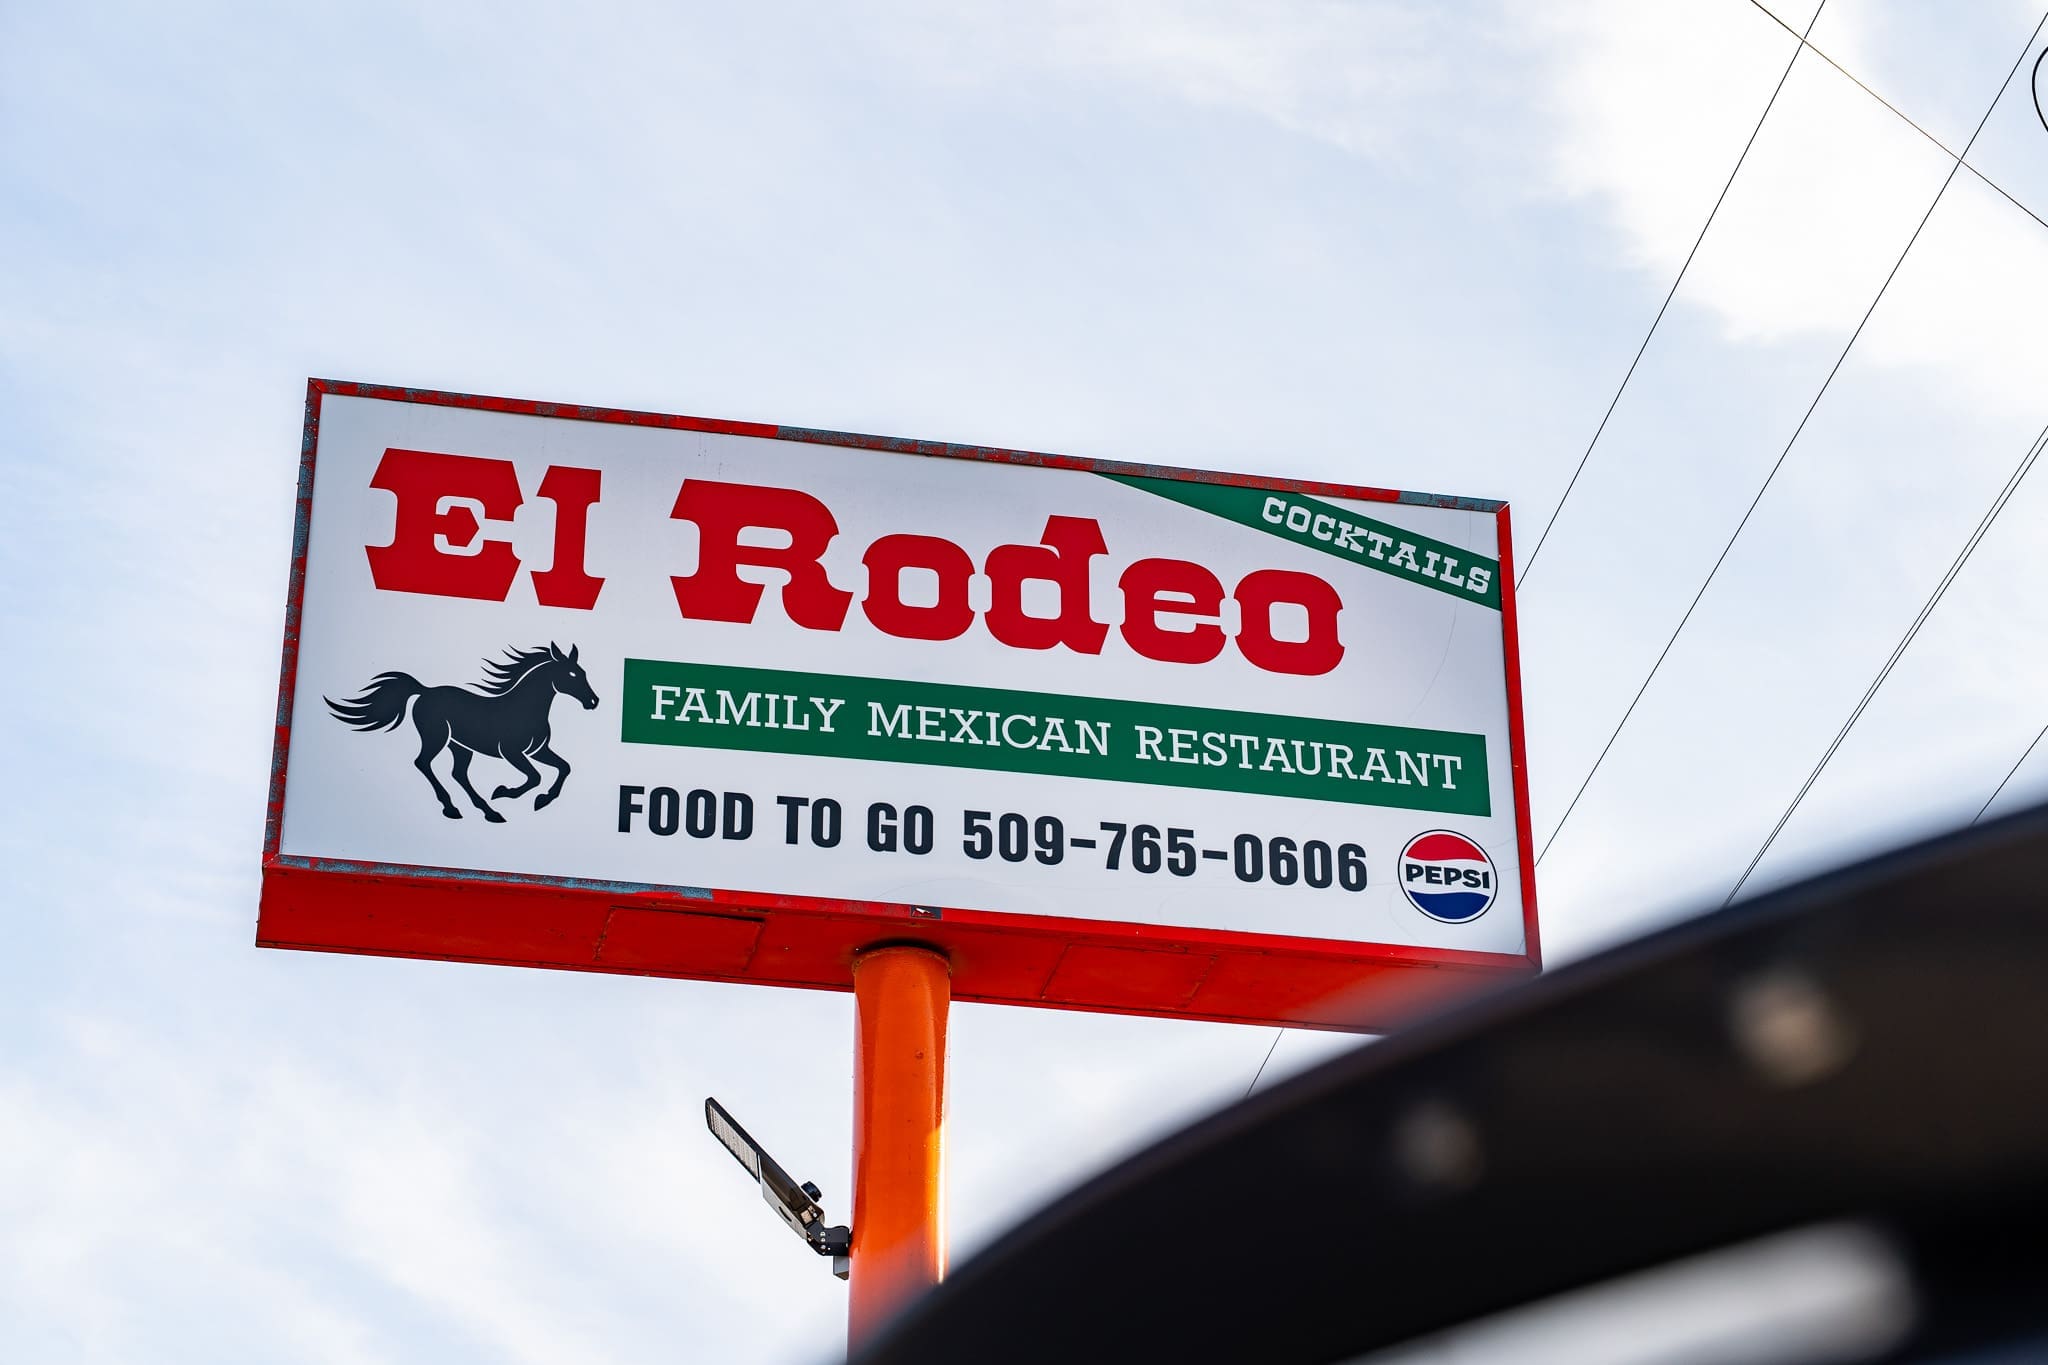 El Rodeo
COCKTAILS
FAMILY MEXICAN RESTAURANT
FOOD TO GO 509-765-0606
PEPSI